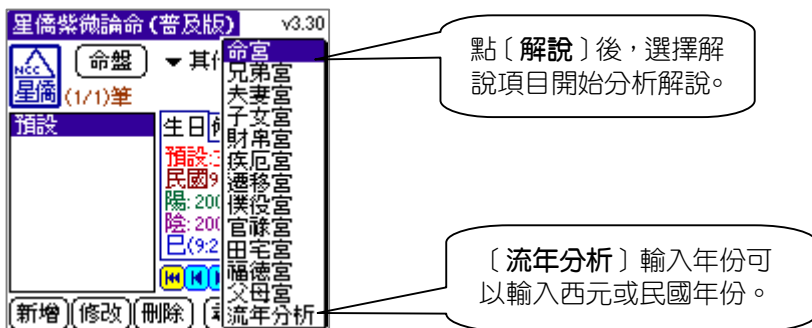 星僑紫微論命(普及版)
v3.30
NCC
星僑
命盤
其
(1/1)筆
預設
生日
預設:
民國9
陽:200
陰:200
巳(9:2
新增
修改
刪除
命宮
兄弟宮
夫妻宮
子女宮
財帛宮
疾厄宮
遷移宮
僕役宮
官祿宮
田宅宮
福德宮
父母宮
流年分析
點〔解說〕後，選擇解
說項目開始分析解說。
〔流年分析〕輸入年份可
以輸入西元或民國年份。